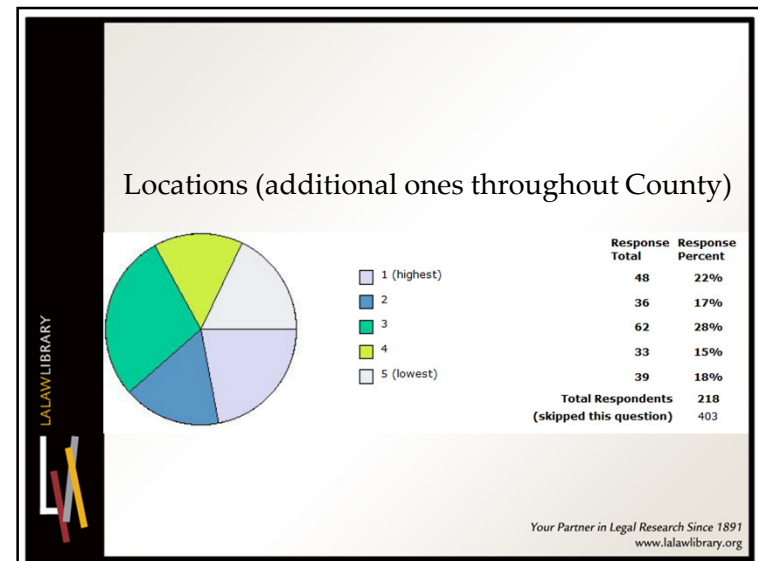 Locations (additional ones throughout County)
Response Response
Total Percent
1 (highest) 48 22%
2 36 17%
3 62 28%
4 33 15%
5 (lowest) 39 18%
Total Respondents 218
(skipped this question) 403
LALAWLIBRARY
Your Partner in Legal Research Since 1891
www.lalawlibrary.org